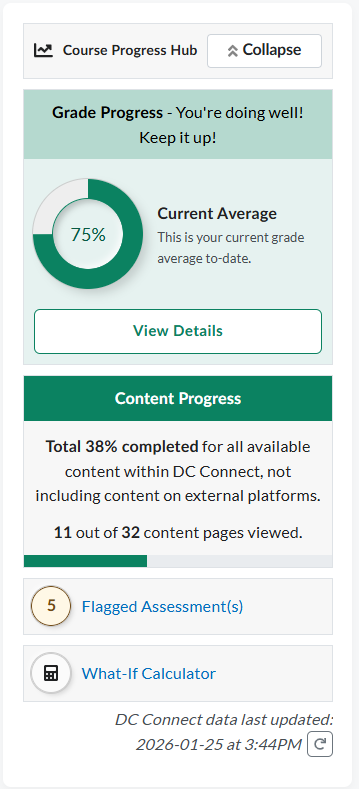 Course Progress Hub
Collapse
Grade Progress - You're doing well!
Keep it up!
75%
Current Average
This is your current grade
average to-date.
View Details
Content Progress
Total 38% completed for all available
content within DC Connect, not
including content on external platforms.
11 out of 32 content pages viewed.
5
Flagged Assessment(s)
What-If Calculator
DC Connect data last updated:
2026-01-25 at 3:44PM